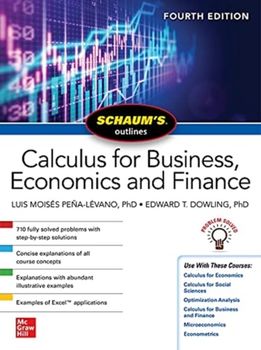 FOURTH EDITION
SCHAUM'S
outlines
Calculus for Business,
Economics and Finance
LUIS MOISÉS PEÑA-LÉVANO, PhD • EDWARD T. DOWLING, PhD
710 fully solved problems with
step-by-step solutions
Concise explanations of all
course concepts
Explanations with abundant
illustrative examples
Examples of Excel™ applications
PROBLEM SOLVED
Use With These Courses:
Calculus for Economics
Calculus for Social
Sciences
Optimization Analysis
Calculus for Business
and Finance
Microeconomics
Econometrics
Mc
Graw
Hill